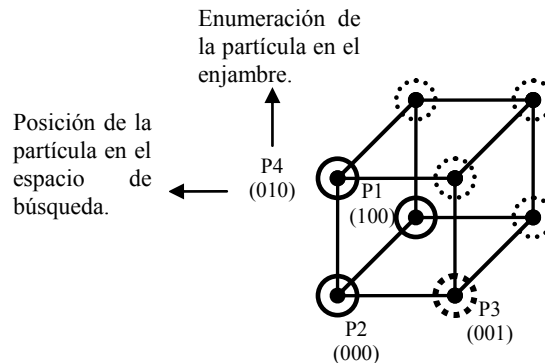 Enumeración de
la partícula en el
enjambre.
Posición de la
partícula en el
espacio de
búsqueda.
P4
(010)
P1
(100)
P2
(000)
P3
(001)